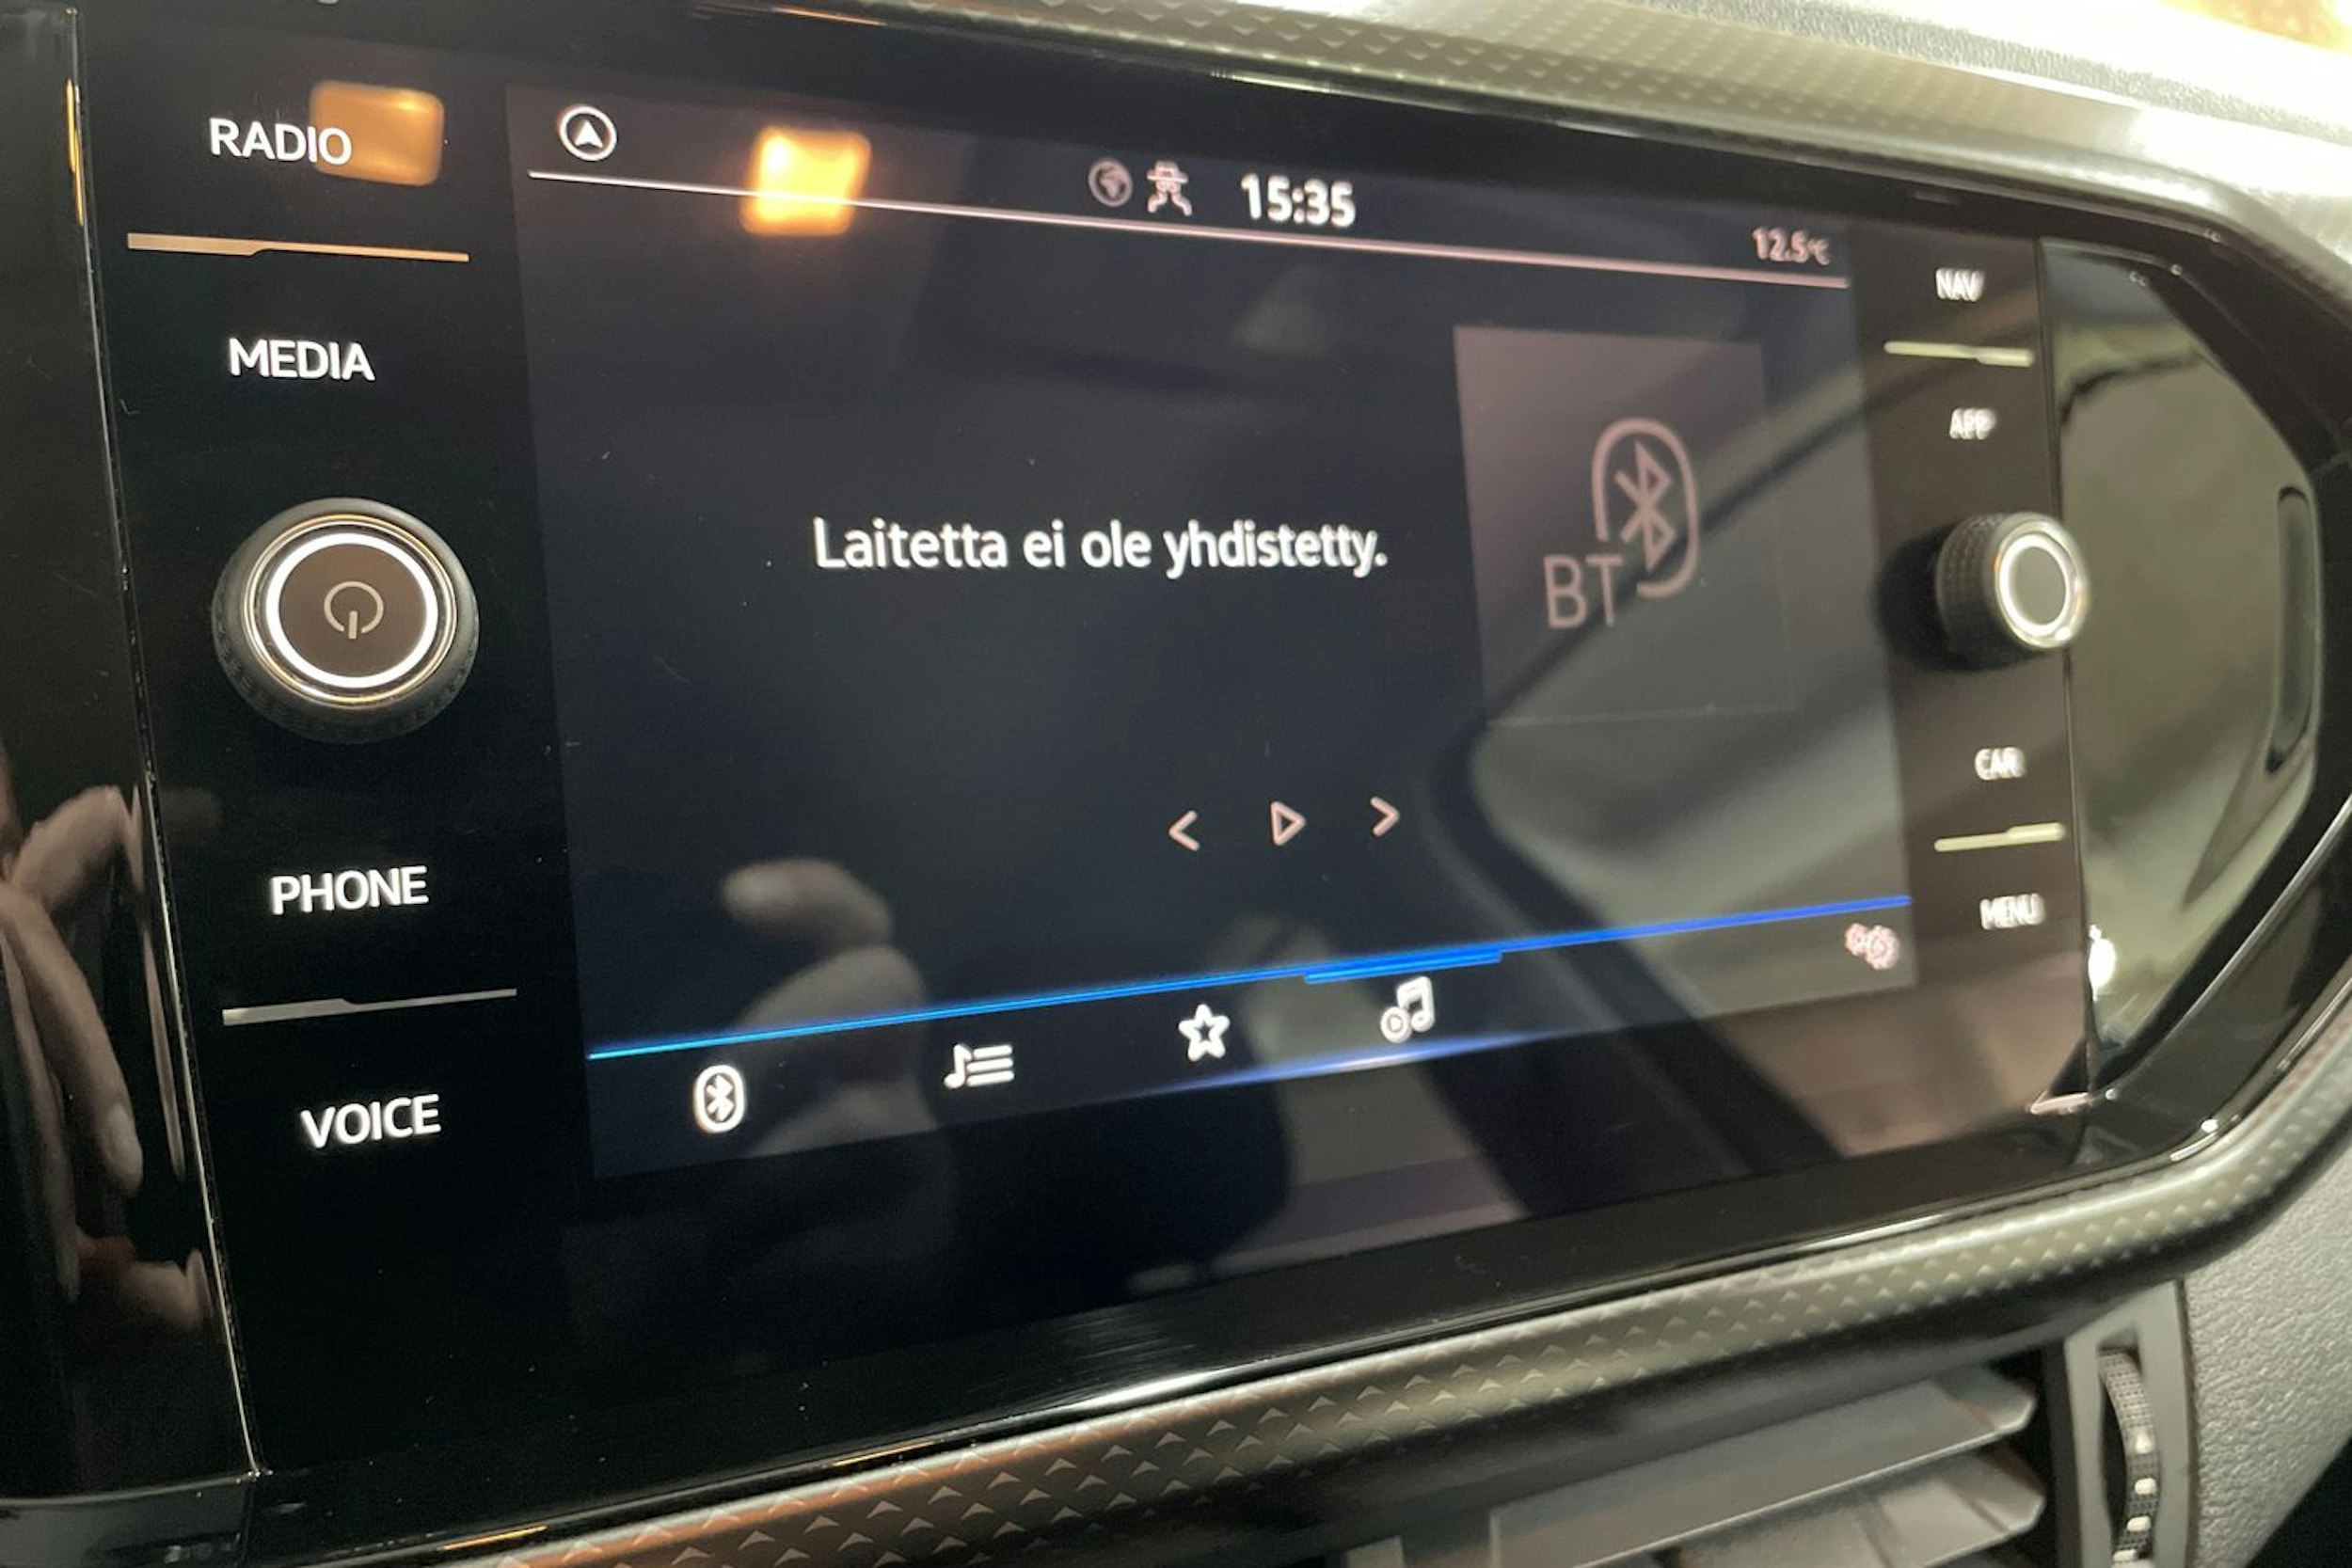 RADIO
MEDIA
PHONE
VOICE
15:35
12.5°C
Laitetta ei ole yhdistetty.
BT
NAV
APP
CAR
MENU